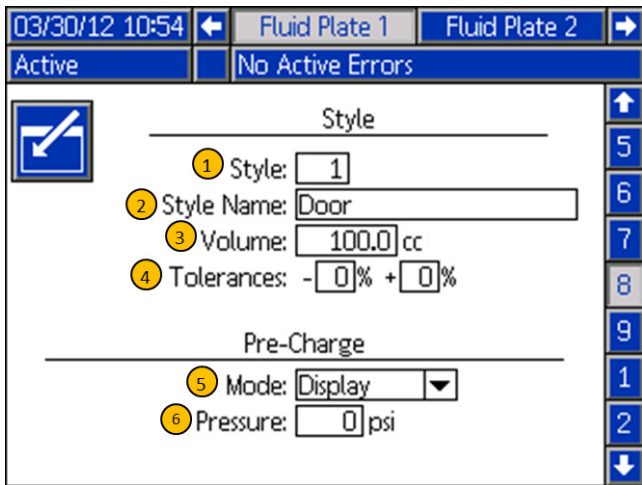 03/30/12 10:54 Fluid Plate 1 Fluid Plate 2
Active No Active Errors
Style
1 Style: 1
2 Style Name: Door
3 Volume: 100.0 cc
4 Tolerances: - 0 % + 0 %
Pre-Charge
5 Mode: Display
6 Pressure: 0 psi
5
6
7
8
9
1
2